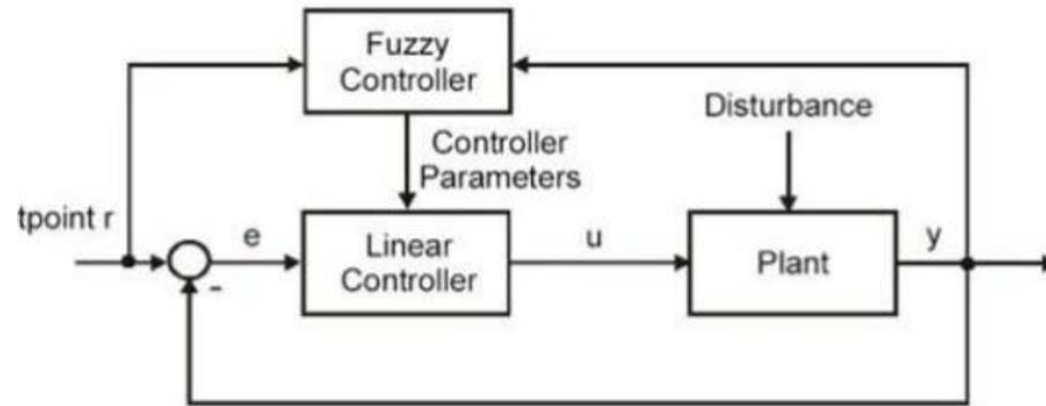 Fuzzy
Controller
Disturbance
Controller
Parameters
tpoint r
e
Linear
Controller
u
Plant
y
-